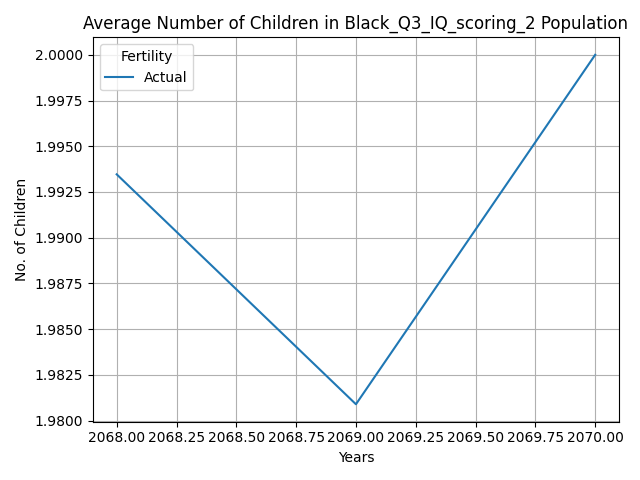 Average Number of Children in Black_Q3_IQ_scoring_2 Population
Fertility
Actual
2.0000
1.9975
1.9950
1.9925
1.9900
1.9875
1.9850
1.9825
1.9800
No. of Children
2068.00 2068.25 2068.50 2068.75 2069.00 2069.25 2069.50 2069.75 2070.00
Years